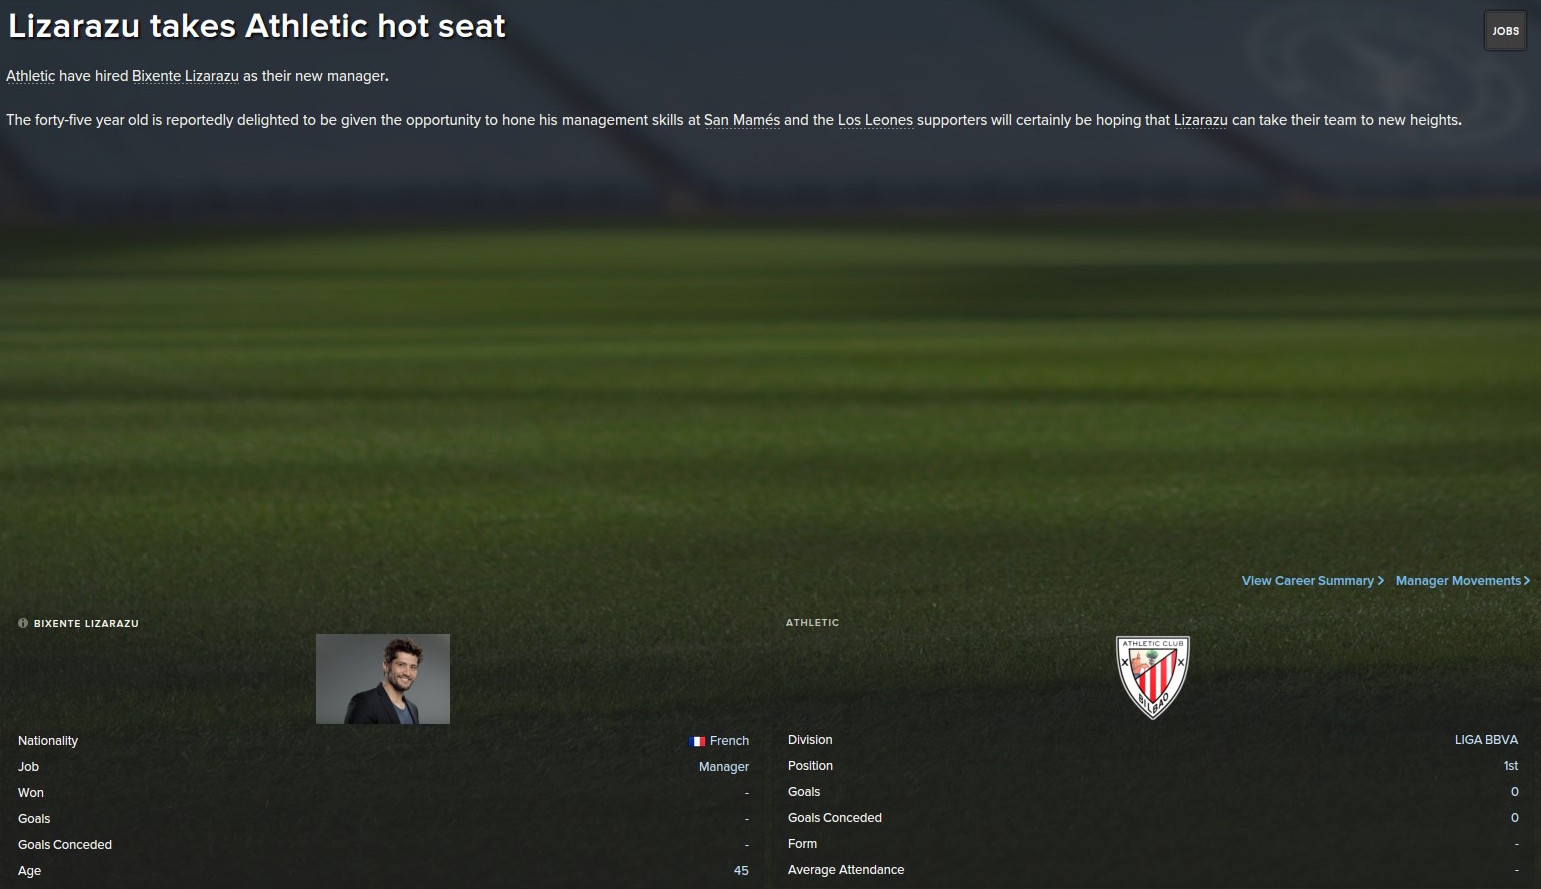 Lizarazu takes Athletic hot seat
JOBS
Athletic have hired Bixente Lizarazu as their new manager.
The forty-five year old is reportedly delighted to be given the opportunity to hone his management skills at San Mamés and the Los Leones supporters will certainly be hoping that Lizarazu can take their team to new heights.
View Career Summary > Manager Movements >
BIXENTE LIZARAZU
Nationality French
Job Manager
Won -
Goals -
Goals Conceded -
Age 45
ATHLETIC
ATHLETIC CLUB
BILBAO
Division LIGA BBVA
Position 1st
Goals 0
Goals Conceded 0
Form -
Average Attendance -